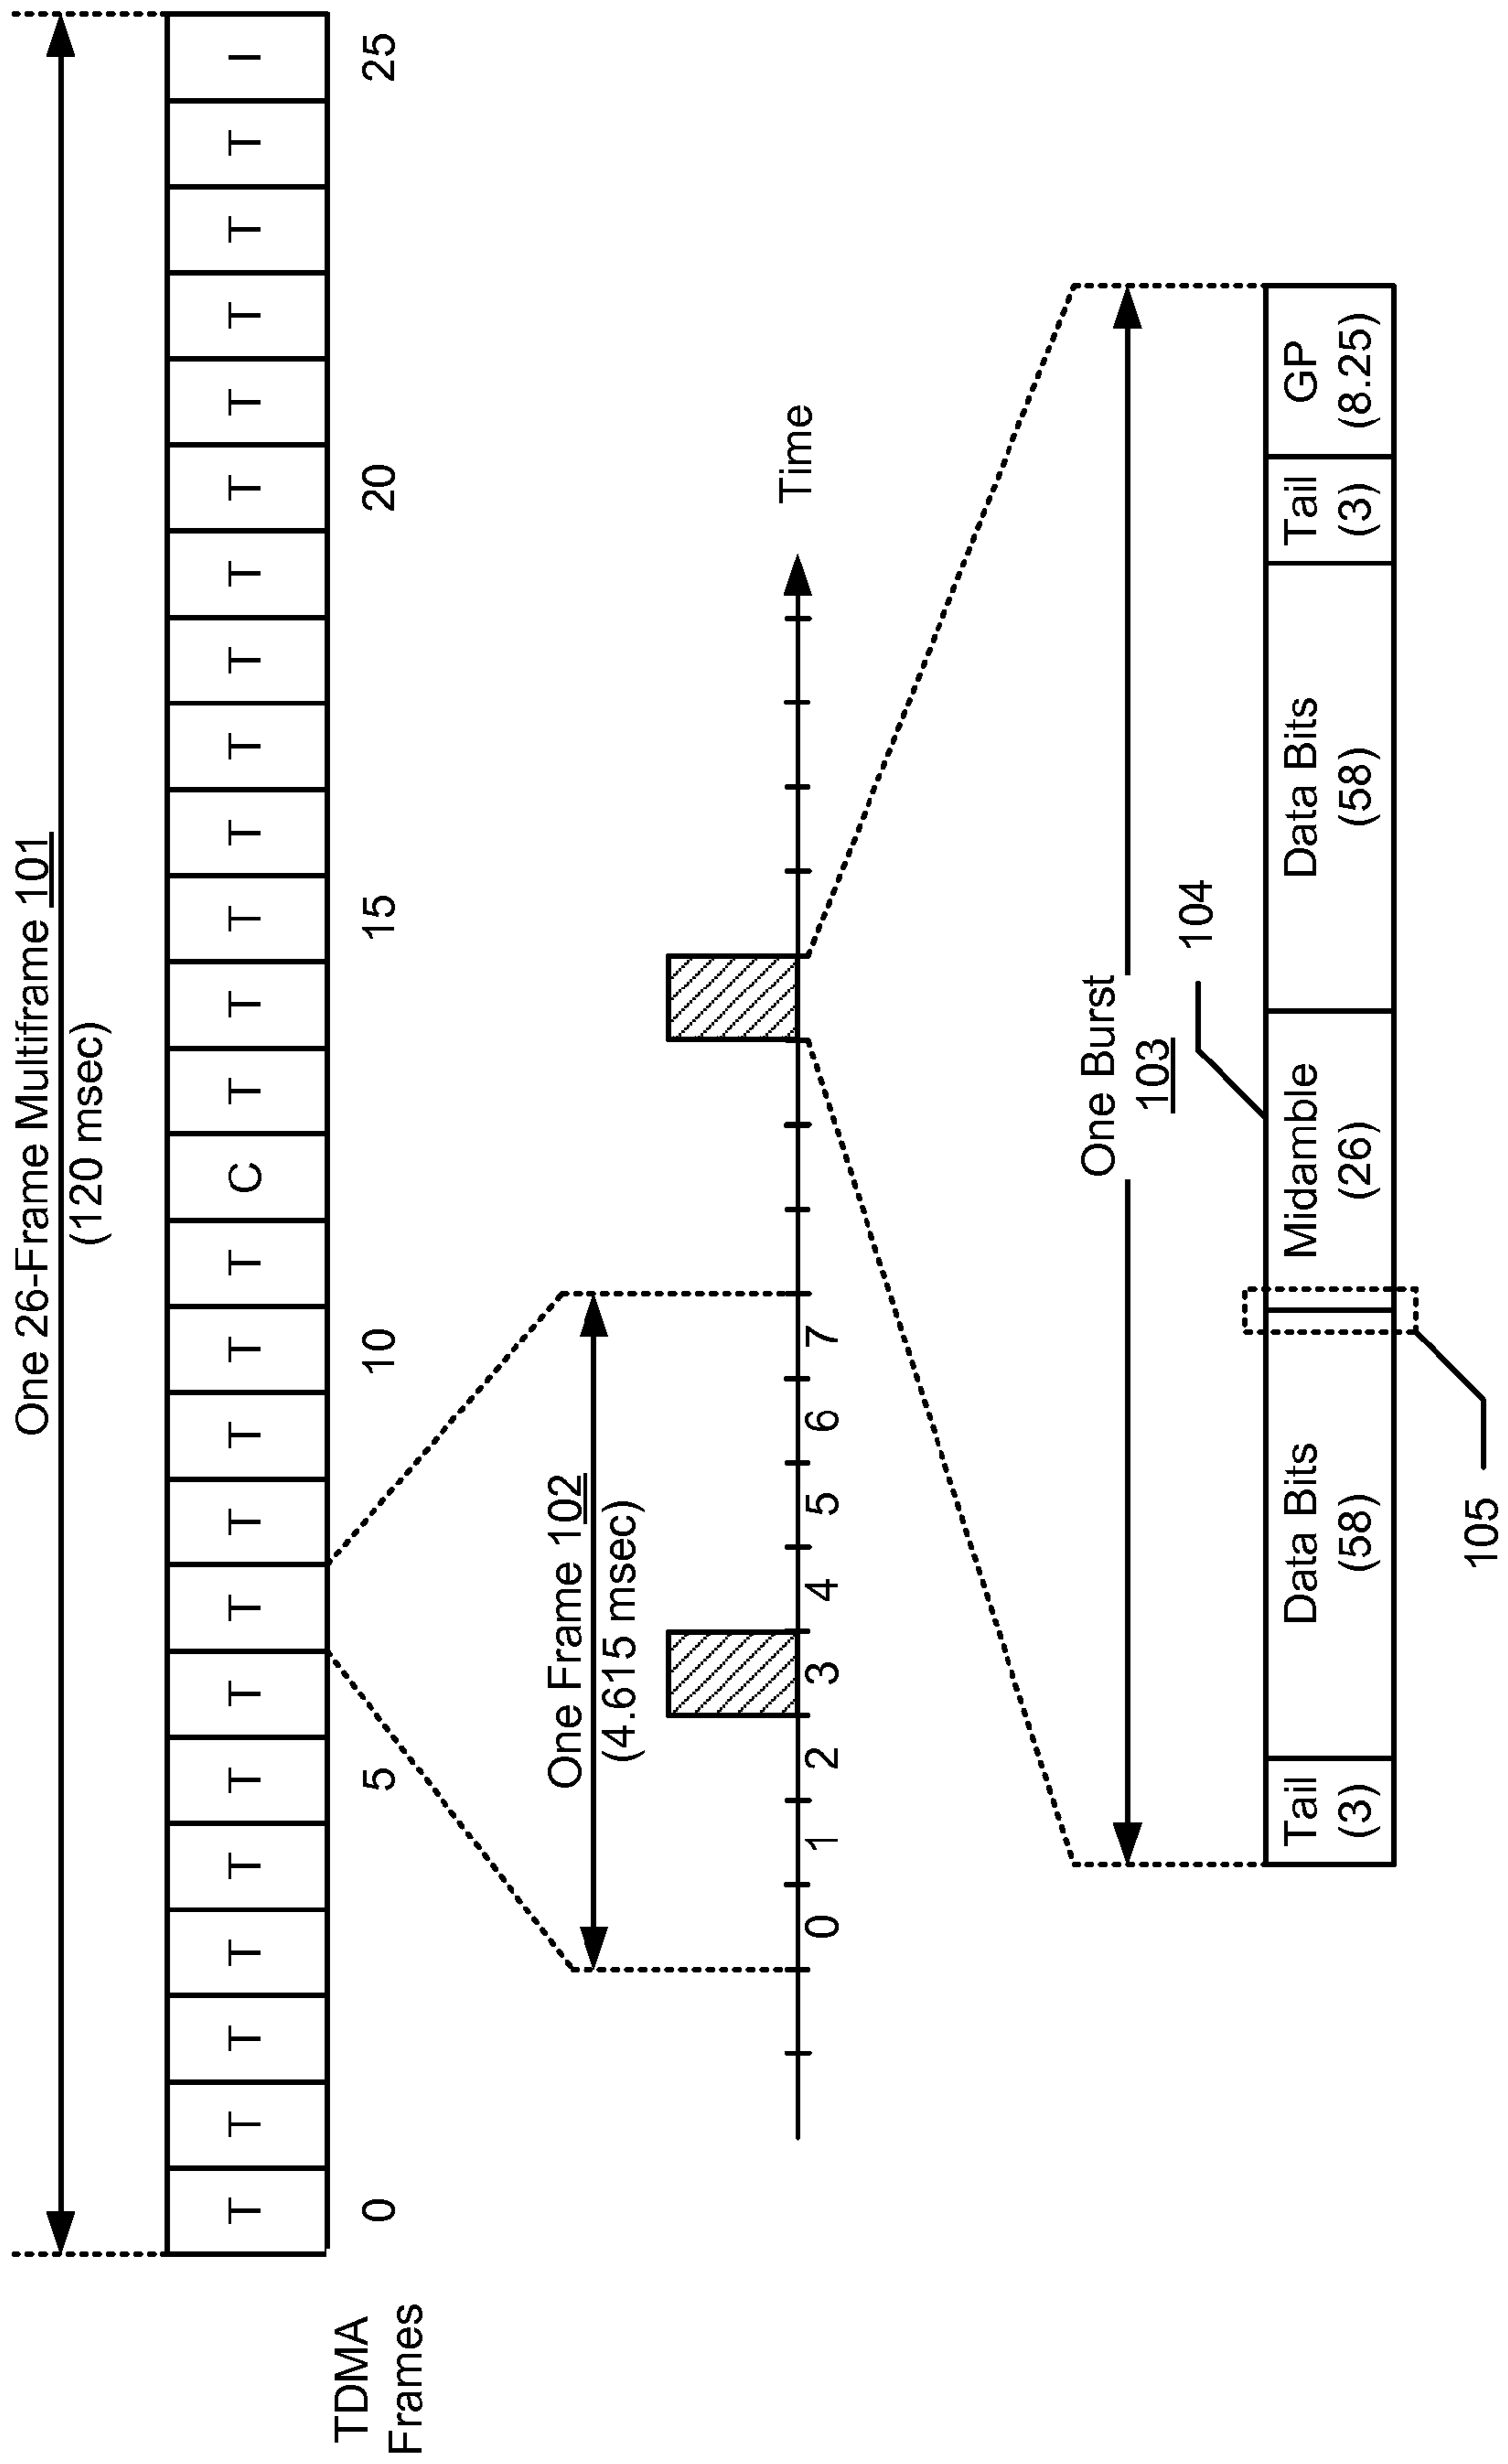 One 26-Frame Multiframe 101
(120 msec)
T T T T T T T T T T T T C T T T T T T T T T T T T I
TDMA
Frames
0 5 10 15 20 25
One Frame 102
(4.615 msec)
Time
0 1 2 3 4 5 6 7
One Burst
103
104
Tail
(3)
Data Bits
(58)
Midamble
(26)
Data Bits
(58)
Tail
(3)
GP
(8.25)
105